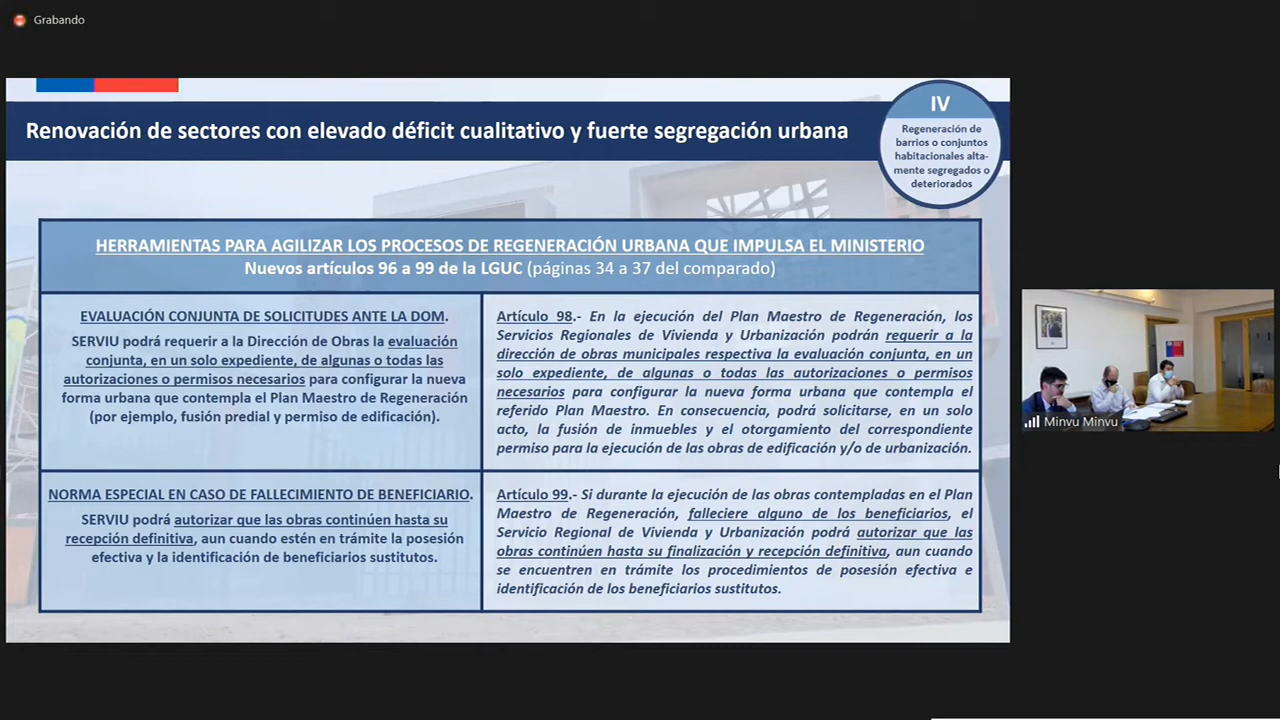 Grabando
Renovación de sectores con elevado déficit cualitativo y fuerte segregación urbana
IV
Regeneración de
barrios o conjuntos
habitacionales alta-
mente segregados o
deteriorados
HERRAMIENTAS PARA AGILIZAR LOS PROCESOS DE REGENERACIÓN URBANA QUE IMPULSA EL MINISTERIO
Nuevos artículos 96 a 99 de la LGUC (páginas 34 a 37 del comparado)
EVALUACIÓN CONJUNTA DE SOLICITUDES ANTE LA DOM.
SERVIU podrá requerir a la Dirección de Obras la evaluación
conjunta, en un solo expediente, de algunas o todas las
autorizaciones o permisos necesarios para configurar la nueva
forma urbana que contempla el Plan Maestro de Regeneración
(por ejemplo, fusión predial y permiso de edificación).
Artículo 98.- En la ejecución del Plan Maestro de Regeneración, los
Servicios Regionales de Vivienda y Urbanización podrán requerir a la
dirección de obras municipales respectiva la evaluación conjunta, en un
solo expediente, de algunas o todas las autorizaciones o permisos
necesarios para configurar la nueva forma urbana que contempla el
referido Plan Maestro. En consecuencia, podrá solicitarse, en un solo
acto, la fusión de inmuebles y el otorgamiento del correspondiente
permiso para la ejecución de las obras de edificación y/o de urbanización.
NORMA ESPECIAL EN CASO DE FALLECIMIENTO DE BENEFICIARIO.
SERVIU podrá autorizar que las obras continúen hasta su
recepción definitiva, aun cuando estén en trámite la posesión
efectiva y la identificación de beneficiarios sustitutos.
Artículo 99.- Si durante la ejecución de las obras contempladas en el Plan
Maestro de Regeneración, falleciere alguno de los beneficiarios, el
Servicio Regional de Vivienda y Urbanización podrá autorizar que las
obras continúen hasta su finalización y recepción definitiva, aun cuando
se encuentren en trámite los procedimientos de posesión efectiva e
identificación de los beneficiarios sustitutos.
Minvu Minvu